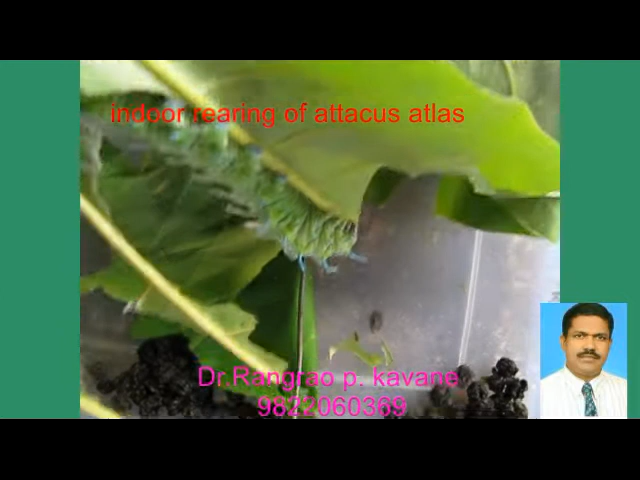 indoor rearing of attacus atlas
Dr.Rangrao p. kavane
9822060369